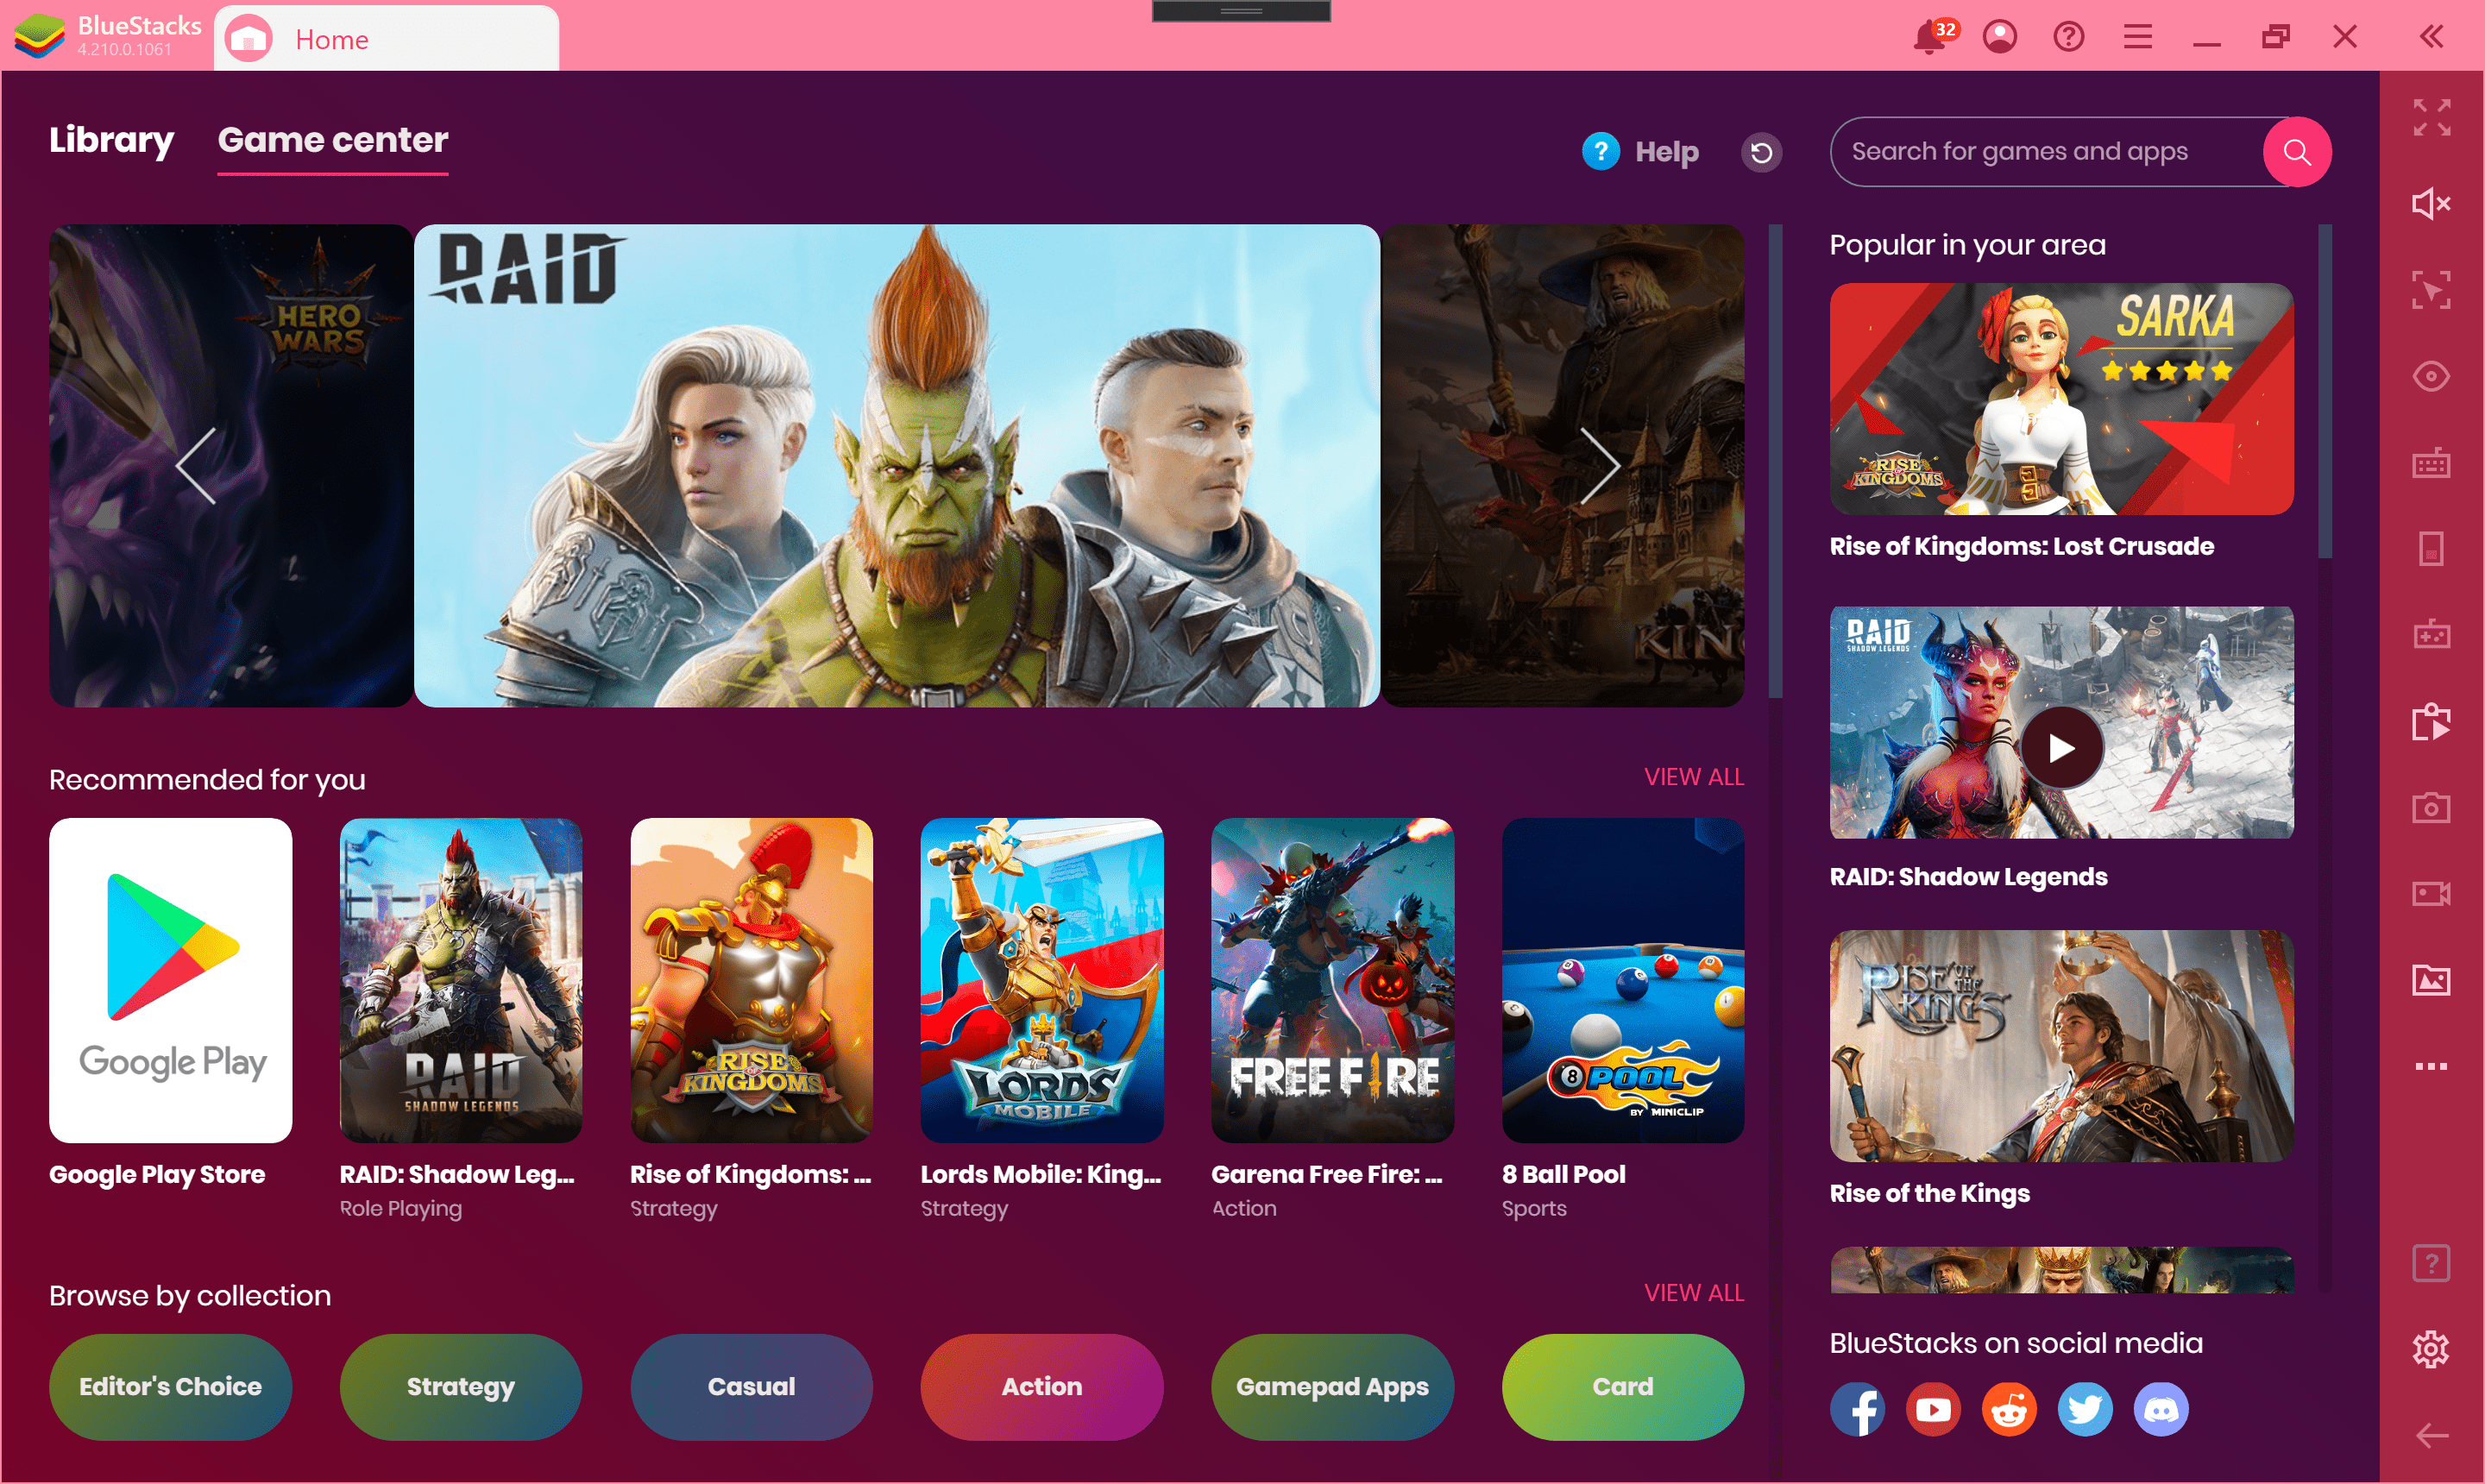 BlueStacks
4.210.0.1061
Home
32
Library
Game center
? Help
Search for games and apps
HERO
WARS
RAID
Popular in your area
SARKA
RISE
OF
KINGDOMS
Rise of Kingdoms: Lost Crusade
RAID
SHADOW LEGENDS
RAID: Shadow Legends
RISE OF
THE
KINGS
Rise of the Kings
Recommended for you
VIEW ALL
Google Play
RAID
SHADOW LEGENDS
RISE
OF
KINGDOMS
LORDS
MOBILE
FREE FIRE
8 POOL
BY MINICLIP
Google Play Store
RAID: Shadow Leg...
Rise of Kingdoms: ...
Lords Mobile: King...
Garena Free Fire: ...
8 Ball Pool
Role Playing
Strategy
Strategy
Action
Sports
Browse by collection
VIEW ALL
Editor's Choice
Strategy
Casual
Action
Gamepad Apps
Card
BlueStacks on social media